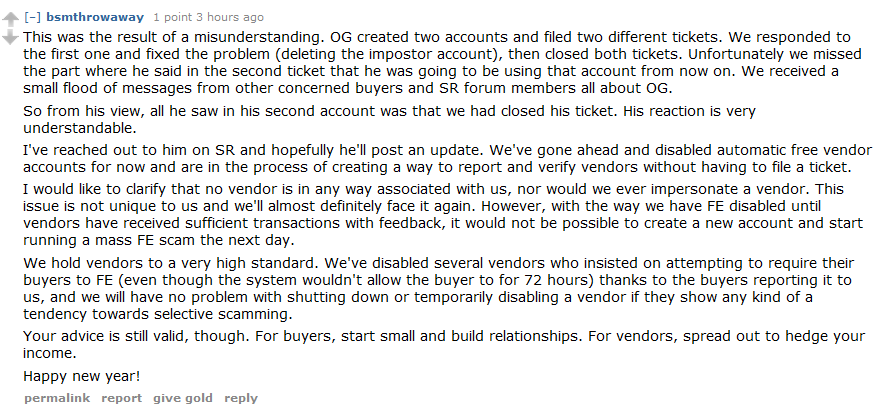 [–] bsmthrowaway 1 point 3 hours ago
This was the result of a misunderstanding. OG created two accounts and filed two different tickets. We responded to
the first one and fixed the problem (deleting the impostor account), then closed both tickets. Unfortunately we missed
the part where he said in the second ticket that he was going to be using that account from now on. We received a
small flood of messages from other concerned buyers and SR forum members all about OG.
So from his view, all he saw in his second account was that we had closed his ticket. His reaction is very
understandable.
I've reached out to him on SR and hopefully he'll post an update. We've gone ahead and disabled automatic free vendor
accounts for now and are in the process of creating a way to report and verify vendors without having to file a ticket.
I would like to clarify that no vendor is in any way associated with us, nor would we ever impersonate a vendor. This
issue is not unique to us and we'll almost definitely face it again. However, with the way we have FE disabled until
vendors have received sufficient transactions with feedback, it would not be possible to create a new account and start
running a mass FE scam the next day.
We hold vendors to a very high standard. We've disabled several vendors who insisted on attempting to require their
buyers to FE (even though the system wouldn't allow the buyer to for 72 hours) thanks to the buyers reporting it to
us, and we will have no problem with shutting down or temporarily disabling a vendor if they show any kind of a
tendency towards selective scamming.
Your advice is still valid, though. For buyers, start small and build relationships. For vendors, spread out to hedge your
income.
Happy new year!
permalink report give gold reply